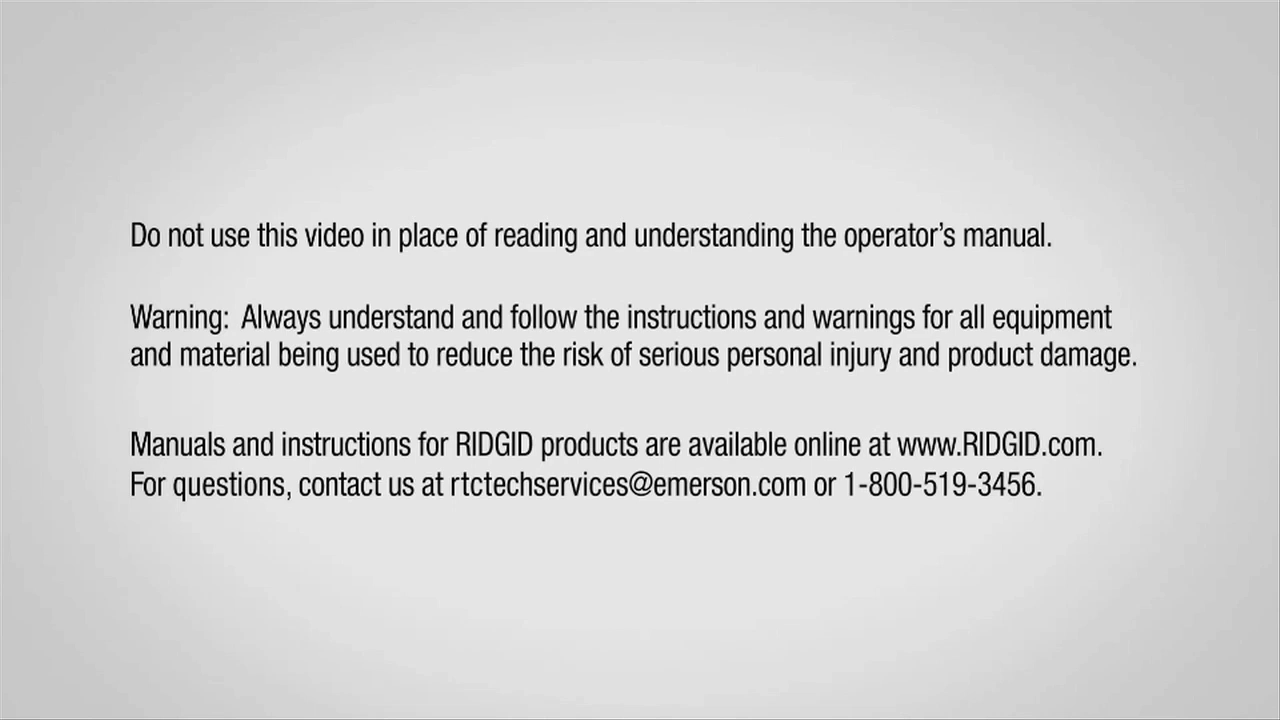 Do not use this video in place of reading and understanding the operator’s manual.
Warning:  Always understand and follow the instructions and warnings for all equipment
and material being used to reduce the risk of serious personal injury and product damage.
Manuals and instructions for RIDGID products are available online at www.RIDGID.com.
For questions, contact us at rtctechservices@emerson.com or 1-800-519-3456.